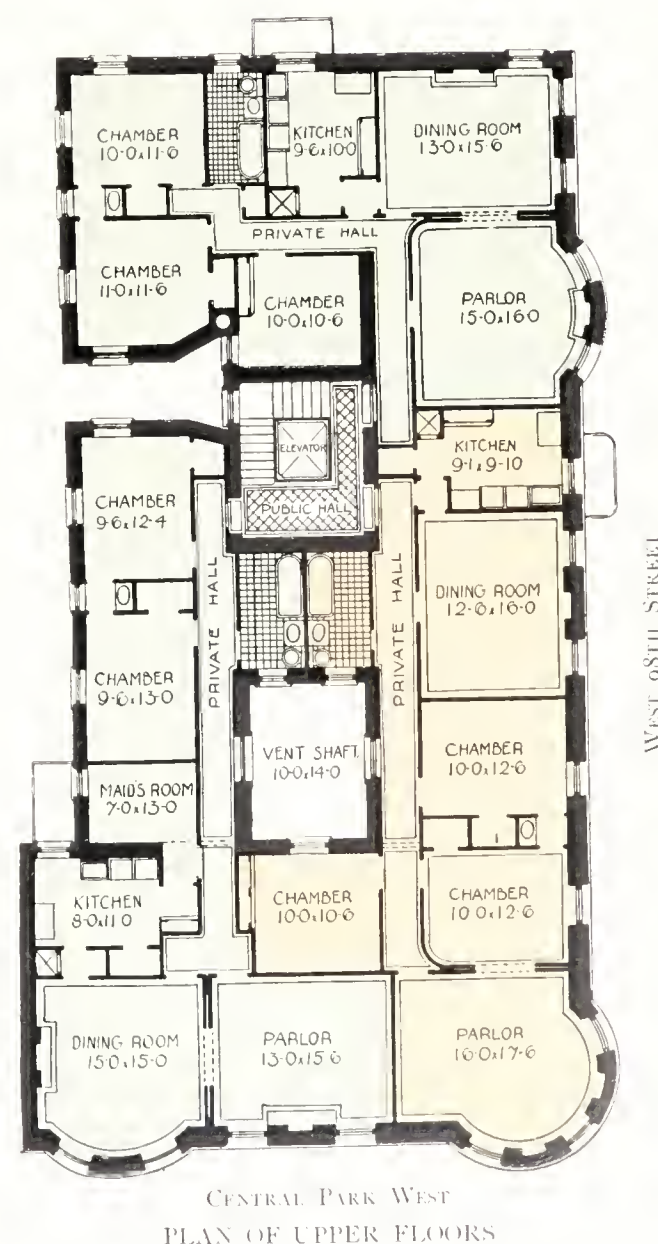 CHAMBER
10-0x11-6
KITCHEN
9-6x10-0
DINING ROOM
13-0x15-6
PRIVATE HALL
CHAMBER
11-0x11-6
CHAMBER
10-0x10-6
PARLOR
15-0x16-0
ELEVATOR
PUBLIC HALL
KITCHEN
9-1x9-10
CHAMBER
9-6x12-4
PRIVATE HALL
PRIVATE HALL
DINING ROOM
12-6x16-0
WEST 98TH STREET
CHAMBER
9-6x13-0
VENT SHAFT.
10-0x14-0
CHAMBER
10-0x12-6
MAID'S ROOM
7-0x13-0
KITCHEN
8-0x11-0
CHAMBER
10-0x10-6
CHAMBER
10-0x12-6
DINING ROOM
15-0x15-0
PARLOR
13-0x15-6
PARLOR
16-0x17-6
CENTRAL PARK WEST
PLAN OF UPPER FLOORS